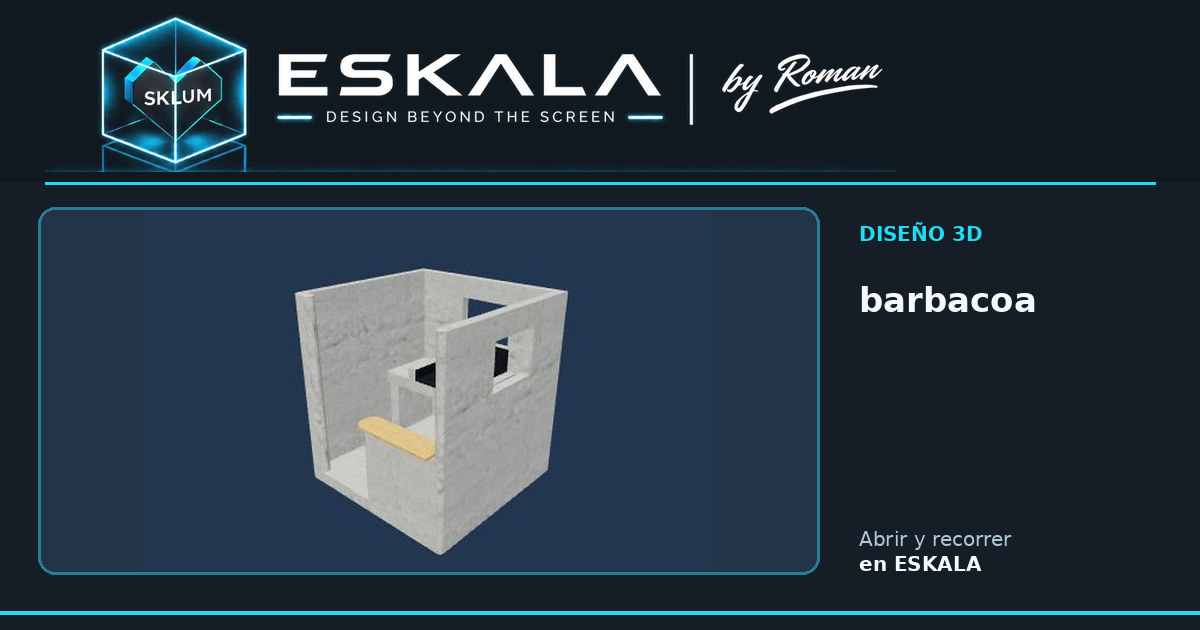 SKLUM
ESKALA
DESIGN BEYOND THE SCREEN
by Roman
DISEÑO 3D
barbacoa
Abrir y recorrer
en ESKALA